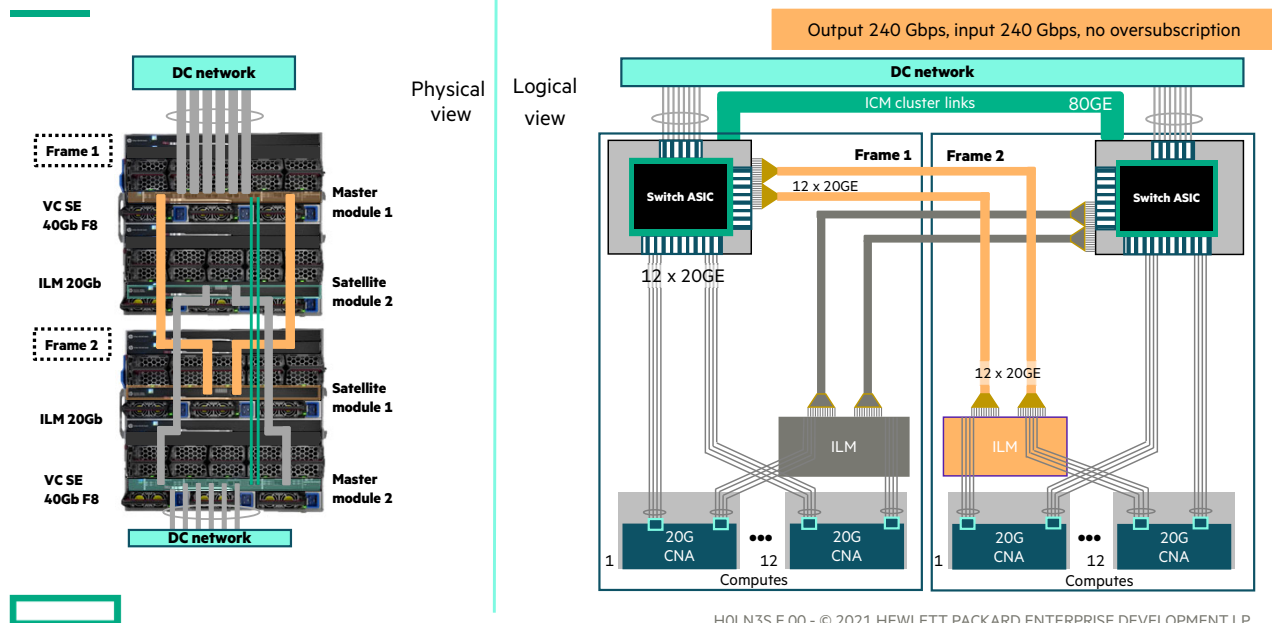 Output 240 Gbps, input 240 Gbps, no oversubscription
DC network
Physical
view
Logical
view
DC network
ICM cluster links
80GE
Frame 1
Master
module 1
VC SE
40Gb F8
ILM 20Gb
Satellite
module 2
Frame 2
Satellite
module 1
ILM 20Gb
VC SE
40Gb F8
Master
module 2
DC network
Frame 1
Frame 2
Switch ASIC
12 x 20GE
Switch ASIC
12 x 20GE
12 x 20GE
ILM
ILM
20G
CNA
20G
CNA
1
12
Computes
20G
CNA
20G
CNA
1
12
Computes
H0LN3S E.00 - © 2021 HEWLETT PACKARD ENTERPRISE DEVELOPMENT LP